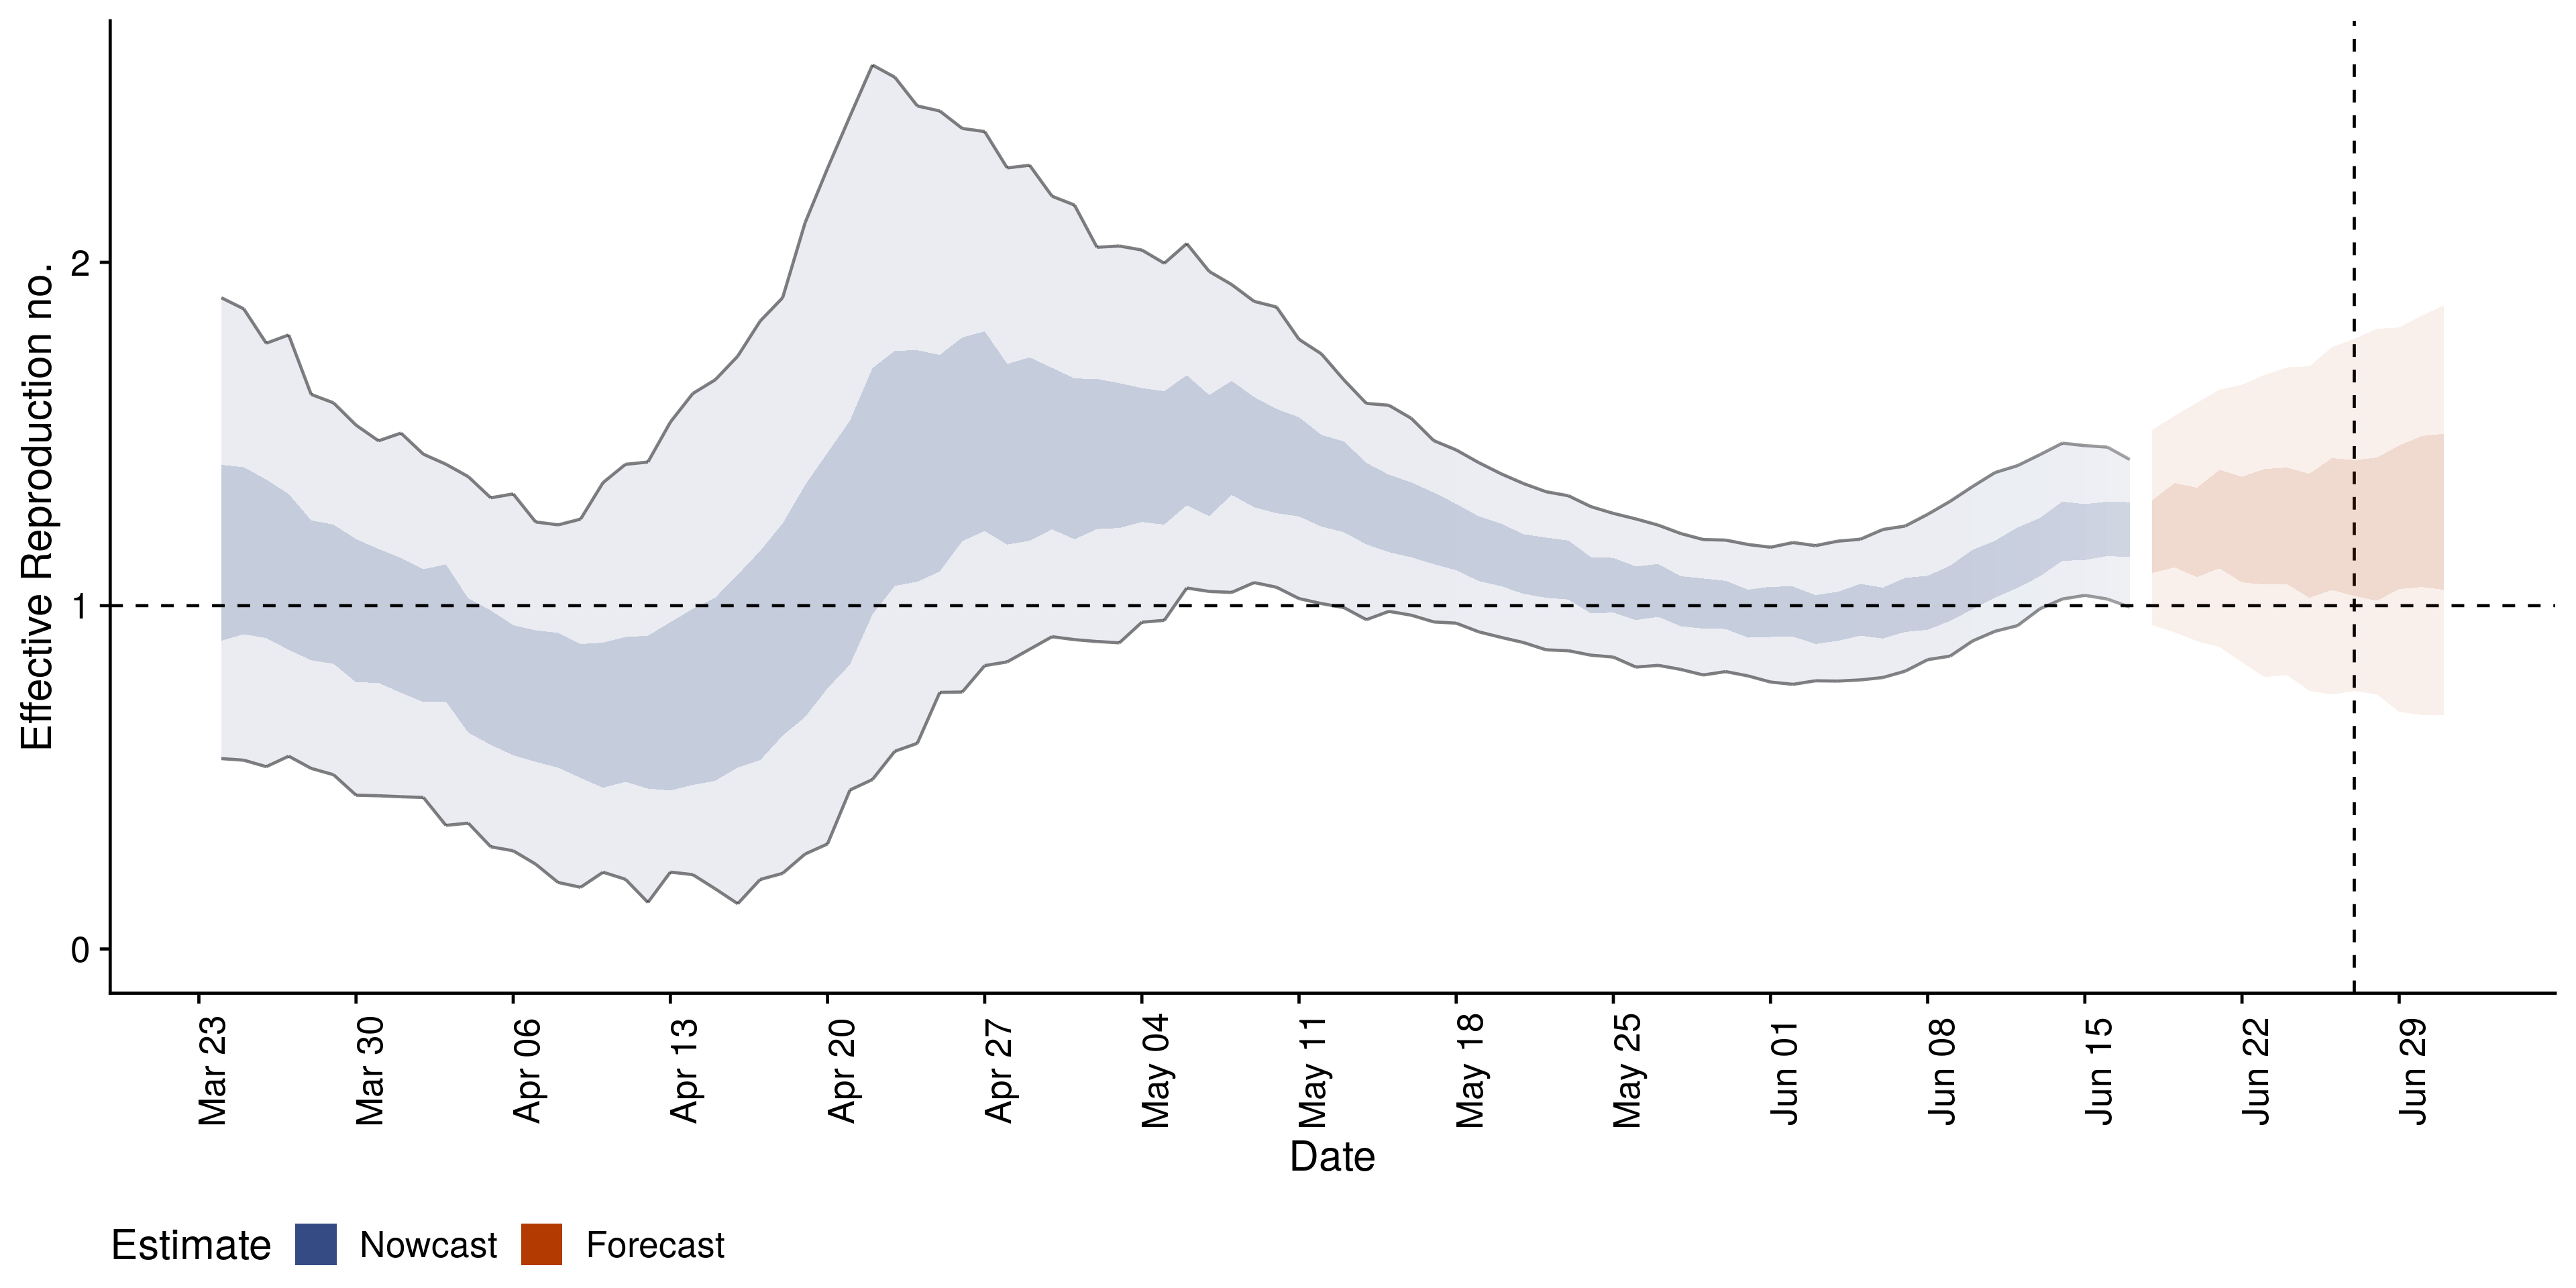 Effective Reproduction no.
2
1
0
Mar 23
Mar 30
Apr 06
Apr 13
Apr 20
Apr 27
May 04
May 11
May 18
May 25
Jun 01
Jun 08
Jun 15
Jun 22
Jun 29
Date
Estimate Nowcast Forecast